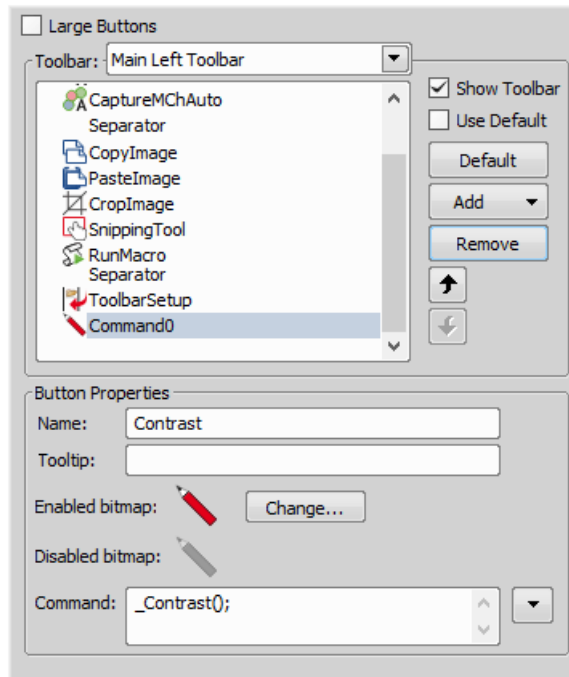 Large Buttons
Toolbar: Main Left Toolbar
CaptureMChAuto
Separator
CopyImage
PasteImage
CropImage
SnippingTool
RunMacro
Separator
ToolbarSetup
Command0
Show Toolbar
Use Default
Default
Add
Remove
Button Properties
Name: Contrast
Tooltip:
Enabled bitmap: Change...
Disabled bitmap:
Command: _Contrast();